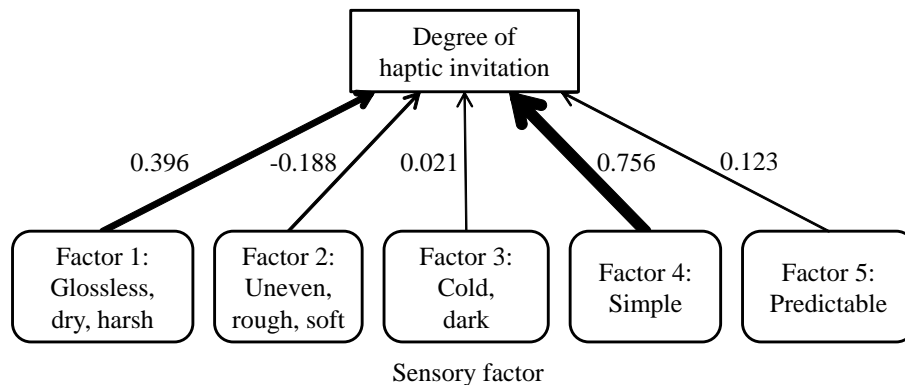 Degree of
haptic invitation
0.396
-0.188
0.021
0.756
0.123
Factor 1:
Glossless,
dry, harsh
Factor 2:
Uneven,
rough, soft
Factor 3:
Cold,
dark
Factor 4:
Simple
Factor 5:
Predictable
Sensory factor